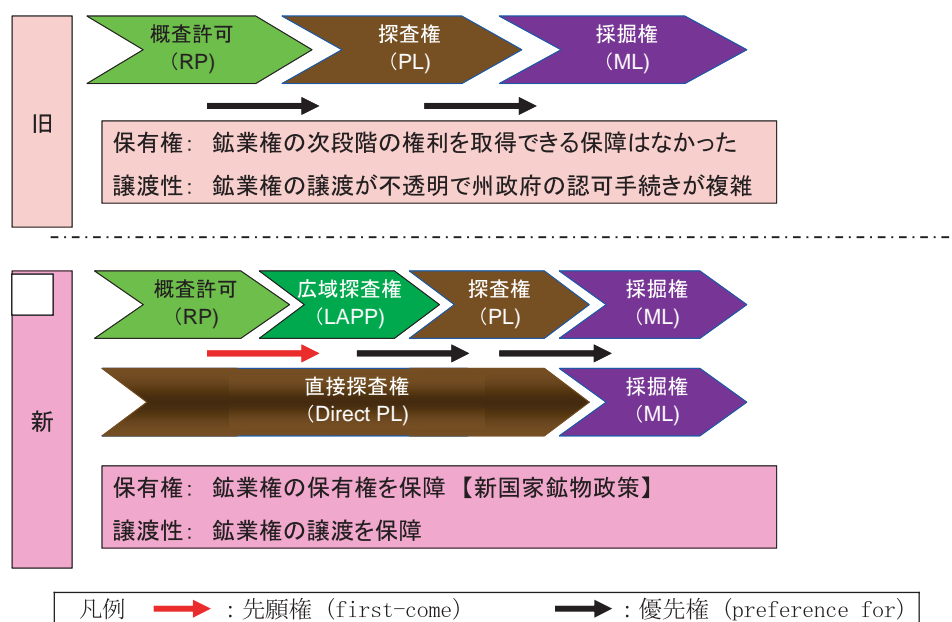 旧
概査許可
(RP)
探査権
(PL)
採掘権
(ML)
保有権: 鉱業権の次段階の権利を取得できる保障はなかった
譲渡性: 鉱業権の譲渡が不透明で州政府の認可手続きが複雑
新
概査許可
(RP)
広域探査権
(LAPP)
探査権
(PL)
採掘権
(ML)
直接探査権
(Direct PL)
採掘権
(ML)
保有権: 鉱業権の保有権を保障 【新国家鉱物政策】
譲渡性: 鉱業権の譲渡を保障
凡例 : 先願権 (first-come) : 優先権 (preference for)